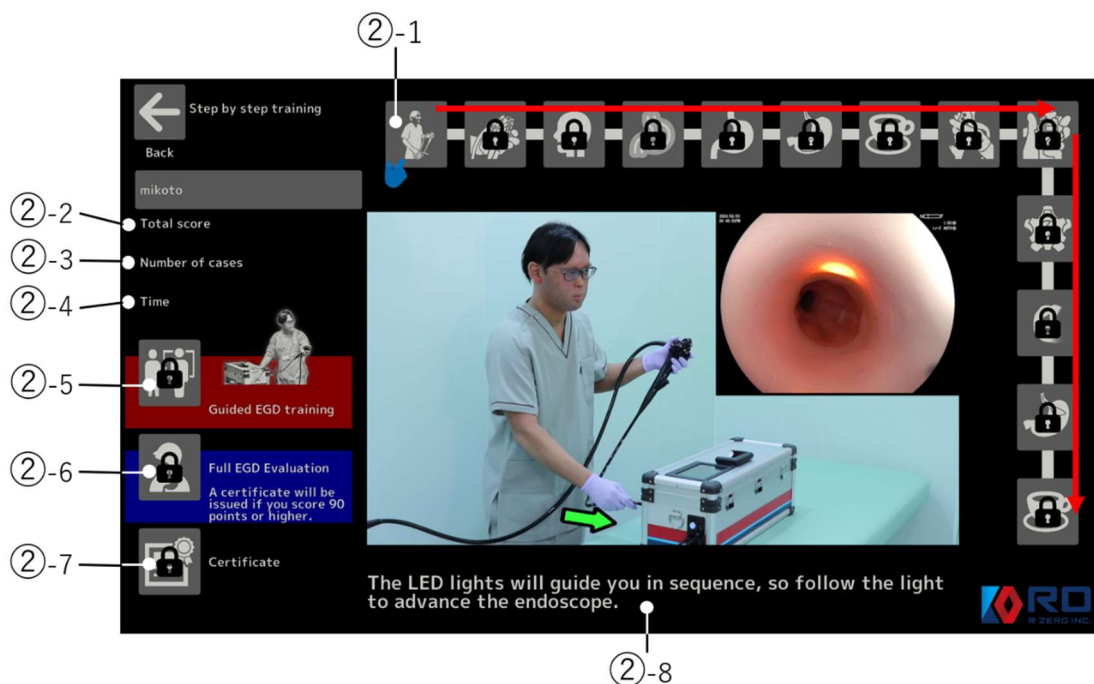 ②-1
Step by step training
Back
mikoto
②-2
Total score
②-3
Number of cases
②-4
Time
②-5
Guided EGD training
②-6
Full EGD Evaluation
A certificate will be
issued if you score 90
points or higher.
②-7
Certificate
The LED lights will guide you in sequence, so follow the light
to advance the endoscope.
RO
R ZERO INC.
②-8